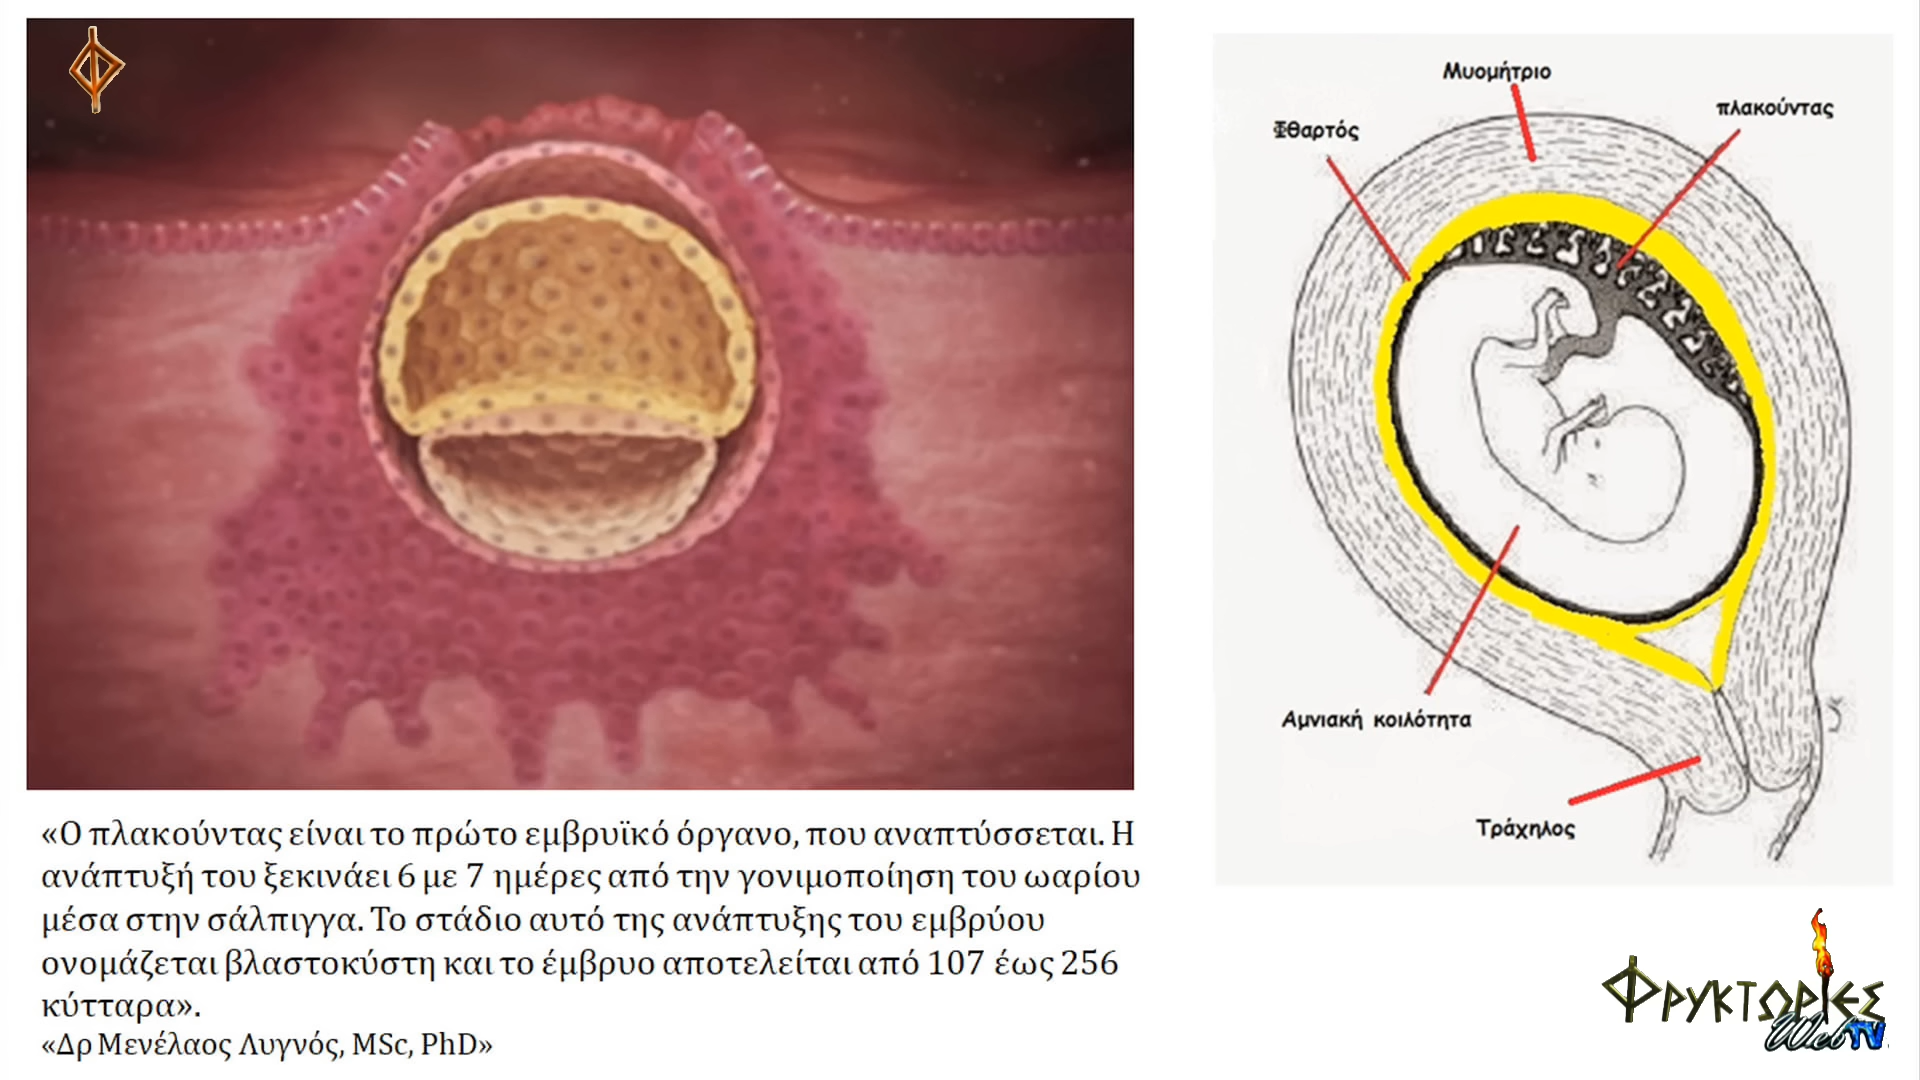 Μυομήτριο
πλακούντας
Φθαρτός
Αμνιακή κοιλότητα
Τράχηλος
«Ο πλακούντας είναι το πρώτο εμβρυϊκό όργανο, που αναπτύσσεται. Η
ανάπτυξή του ξεκινάει 6 με 7 ημέρες από την γονιμοποίηση του ωαρίου
μέσα στην σάλπιγγα. Το στάδιο αυτό της ανάπτυξης του εμβρύου
ονομάζεται βλαστοκύστη και το έμβρυο αποτελείται από 107 έως 256
κύτταρα».
«Δρ Μενέλαος Λυγνός, MSc, PhD»
ΦΡΥΚΤΩΡΙΕΣ
WebTV